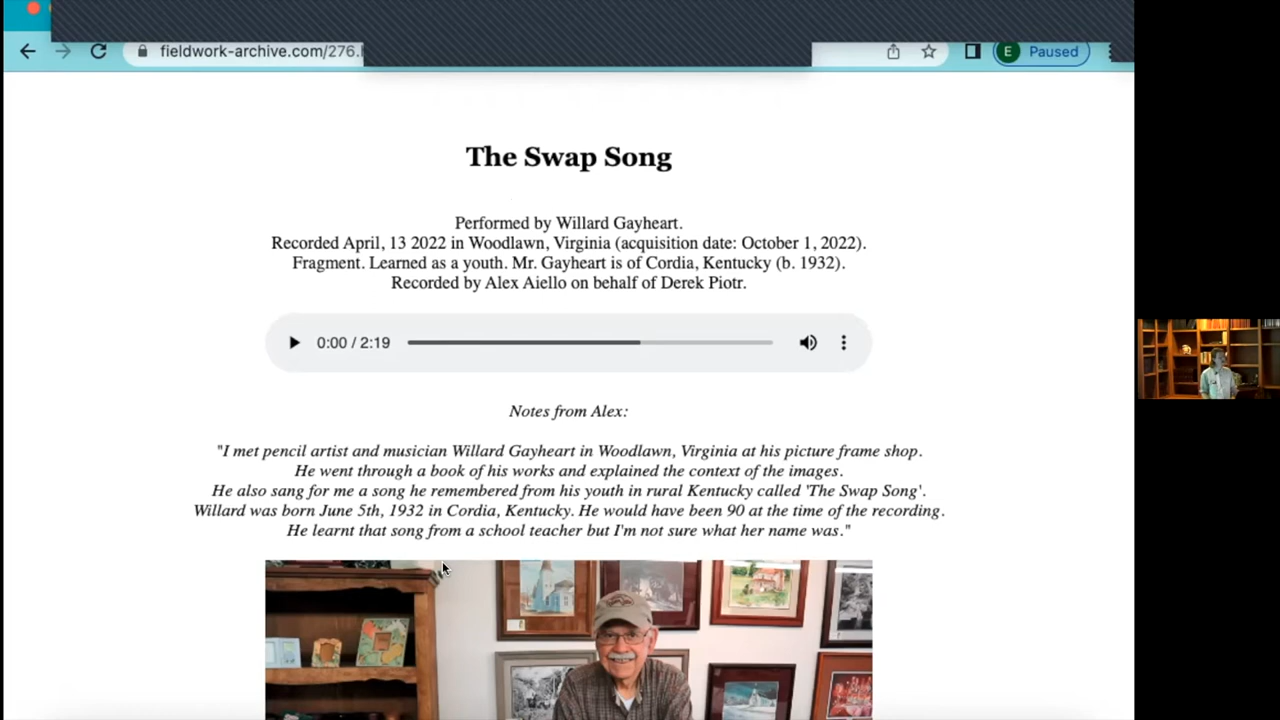 fieldwork-archive.com/276.
E Paused
The Swap Song
Performed by Willard Gayheart.
Recorded April, 13 2022 in Woodlawn, Virginia (acquisition date: October 1, 2022).
Fragment. Learned as a youth. Mr. Gayheart is of Cordia, Kentucky (b. 1932).
Recorded by Alex Aiello on behalf of Derek Piotr.
0:00 / 2:19
Notes from Alex:
"I met pencil artist and musician Willard Gayheart in Woodlawn, Virginia at his picture frame shop.
He went through a book of his works and explained the context of the images.
He also sang for me a song he remembered from his youth in rural Kentucky called 'The Swap Song'.
Willard was born June 5th, 1932 in Cordia, Kentucky. He would have been 90 at the time of the recording.
He learnt that song from a school teacher but I'm not sure what her name was."